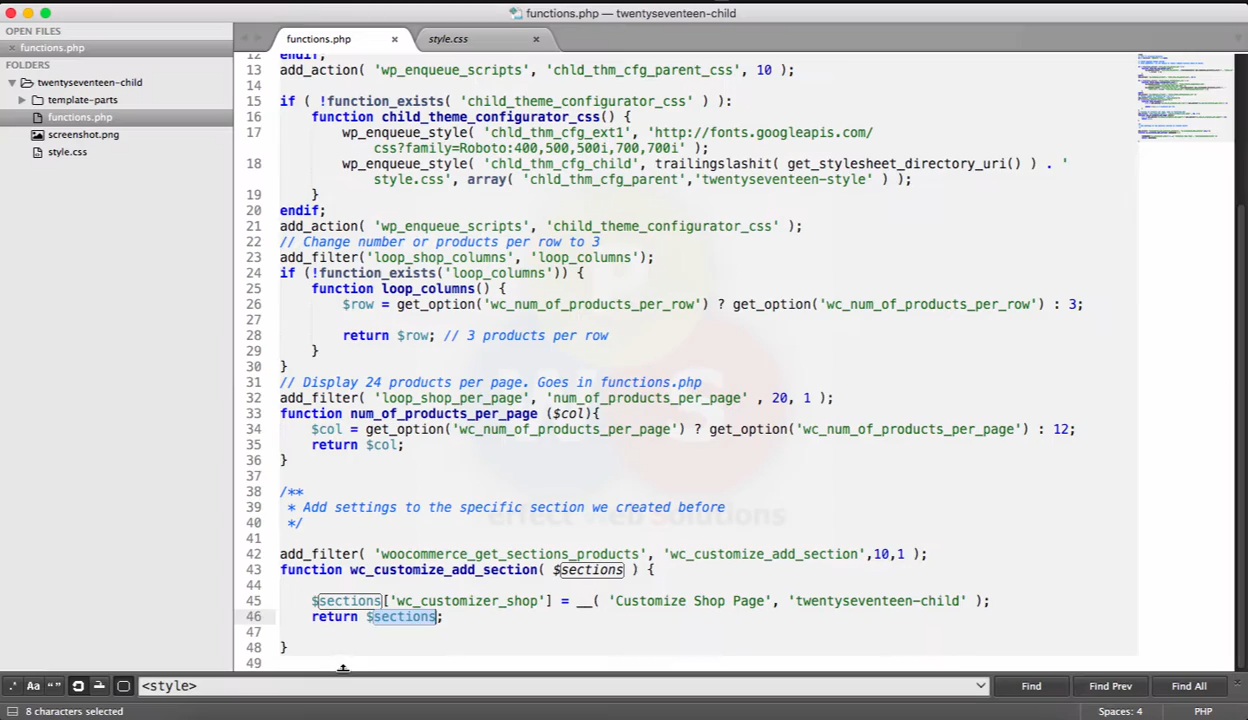 functions.php — twentyseventeen-child
OPEN FILES
× functions.php
FOLDERS
twentyseventeen-child
template-parts
functions.php
screenshot.png
style.css
functions.php ×
style.css ×
12 endif;
13 add_action( 'wp_enqueue_scripts', 'chld_thm_cfg_parent_css', 10 );
14
15 if ( !function_exists( 'child_theme_configurator_css' ) ):
16 function child_theme_configurator_css() {
17 wp_enqueue_style( 'chld_thm_cfg_ext1', 'http://fonts.googleapis.com/
css?family=Roboto:400,500,500i,700,700i' );
18 wp_enqueue_style( 'chld_thm_cfg_child', trailingslashit( get_stylesheet_directory_uri() ) . '
style.css', array( 'chld_thm_cfg_parent','twentyseventeen-style' ) );
19 }
20 endif;
21 add_action( 'wp_enqueue_scripts', 'child_theme_configurator_css' );
22 // Change number or products per row to 3
23 add_filter('loop_shop_columns', 'loop_columns');
24 if (!function_exists('loop_columns')) {
25 function loop_columns() {
26 $row = get_option('wc_num_of_products_per_row') ? get_option('wc_num_of_products_per_row') : 3;
27
28 return $row; // 3 products per row
29 }
30 }
31 // Display 24 products per page. Goes in functions.php
32 add_filter( 'loop_shop_per_page', 'num_of_products_per_page' , 20, 1 );
33 function num_of_products_per_page ($col){
34 $col = get_option('wc_num_of_products_per_page') ? get_option('wc_num_of_products_per_page') : 12;
35 return $col;
36 }
37
38 /**
39 * Add settings to the specific section we created before
40 */
41
42 add_filter( 'woocommerce_get_sections_products', 'wc_customize_add_section',10,1 );
43 function wc_customize_add_section( $sections ) {
44
45 $sections['wc_customizer_shop'] = __( 'Customize Shop Page', 'twentyseventeen-child' );
46 return $sections;
47
48 }
49
.* Aa “” <style> Find Find Prev Find All
8 characters selected Spaces: 4 PHP